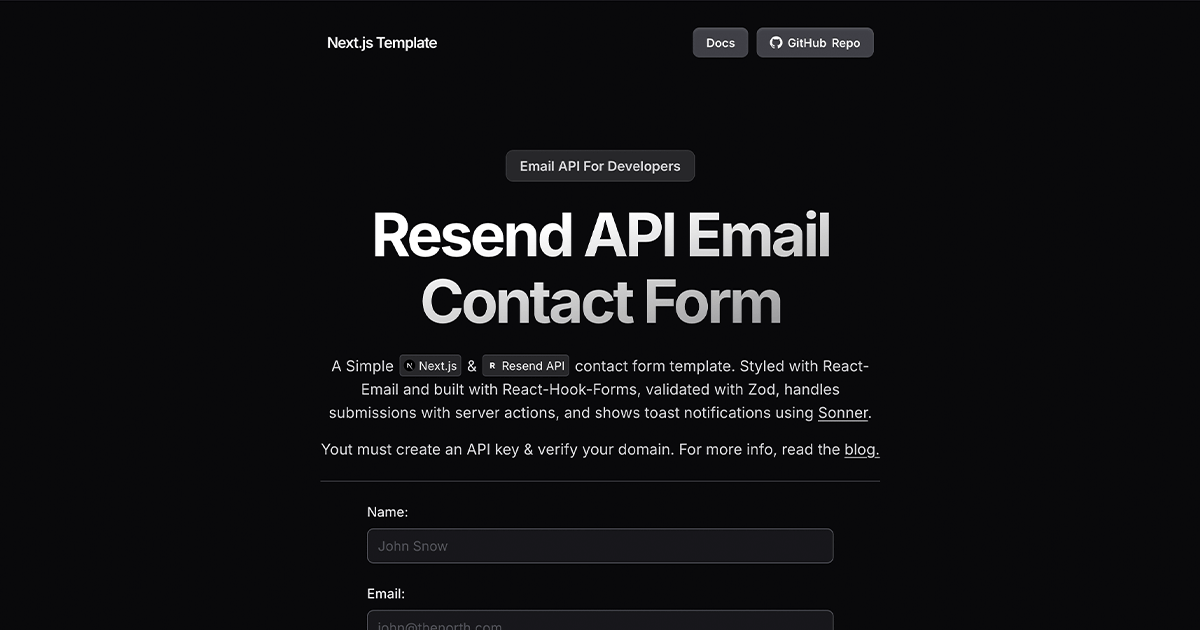 Next.js Template
Docs
GitHub Repo
Email API For Developers
Resend API Email
Contact Form
A Simple Next.js & Resend API contact form template. Styled with React-
Email and built with React-Hook-Forms, validated with Zod, handles
submissions with server actions, and shows toast notifications using Sonner.
Yout must create an API key & verify your domain. For more info, read the blog.
Name:
John Snow
Email:
john@thenorth.com